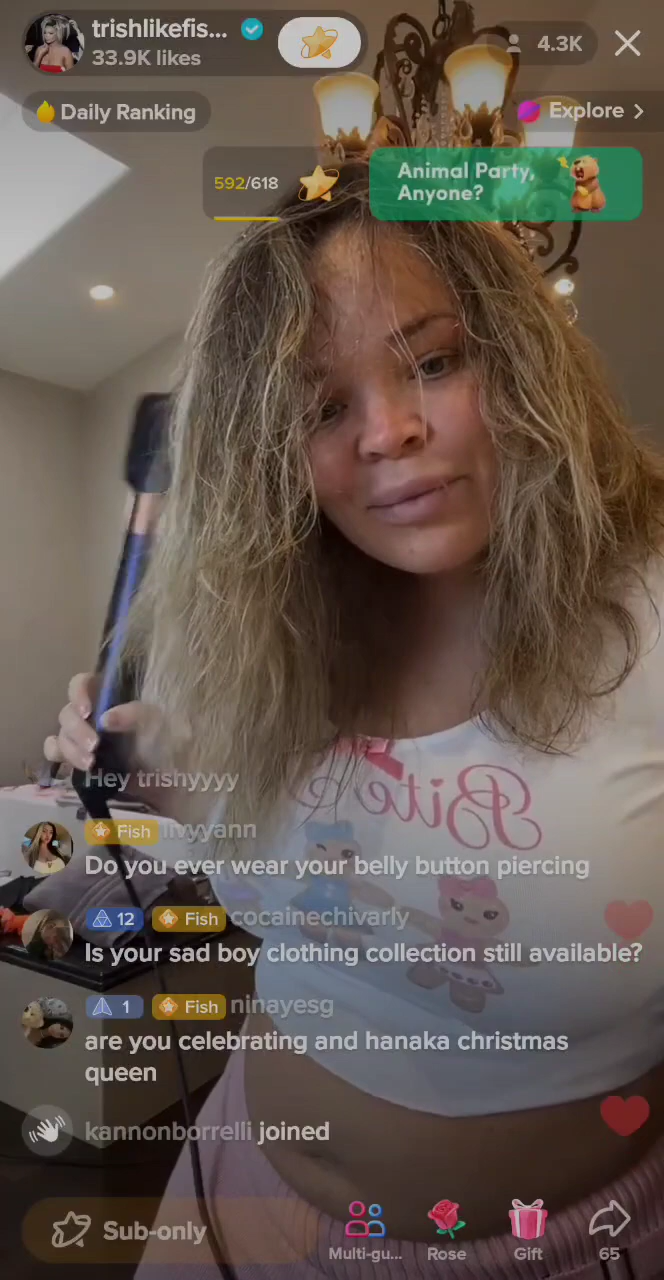 trishlikefis...
33.9K likes
4.3K
Daily Ranking
Explore >
592/618
Animal Party,
Anyone?
Bite
Hey trishyyyy
Fish livyyann
Do you ever wear your belly button piercing
12 Fish cocainechivarly
Is your sad boy clothing collection still available?
1 Fish ninayesg
are you celebrating and hanaka christmas
queen
kannonborrelli joined
Sub-only
Multi-gu...
Rose
Gift
65